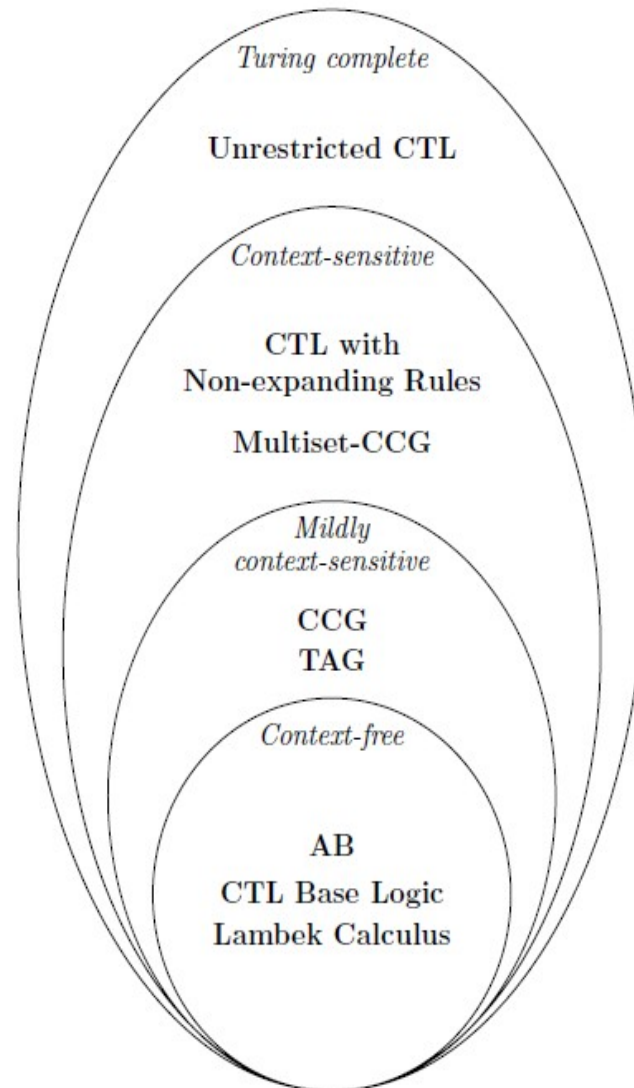 Turing complete
Unrestricted CTL
Context-sensitive
CTL with
Non-expanding Rules
Multiset-CCG
Mildly
context-sensitive
CCG
TAG
Context-free
AB
CTL Base Logic
Lambek Calculus